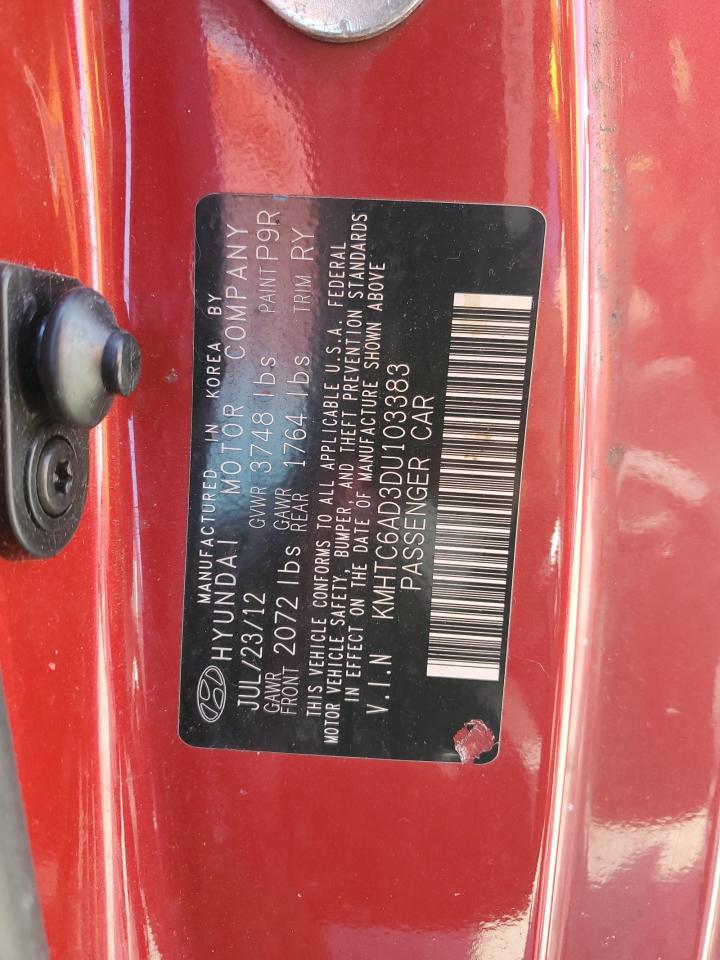 MANUFACTURED IN KOREA BY
HYUNDAI MOTOR COMPANY
JUL/23/12 GVWR 3748 lbs PAINT P9R
GAWR FRONT 2072 lbs GAWR REAR 1764 lbs TRIM RY
THIS VEHICLE CONFORMS TO ALL APPLICABLE U.S.A. FEDERAL
MOTOR VEHICLE SAFETY, BUMPER AND THEFT PREVENTION STANDARDS
IN EFFECT ON THE DATE OF MANUFACTURE SHOWN ABOVE
V.I.N KMHTC6AD3DU103383
PASSENGER CAR